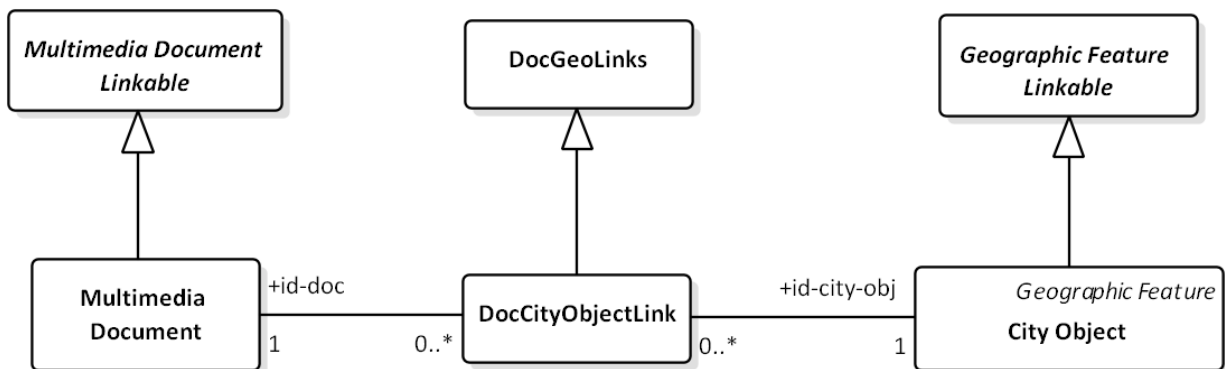 Multimedia Document
Linkable
DocGeoLinks
Geographic Feature
Linkable
Multimedia
Document
+id-doc
1
0..*
DocCityObjectLink
0..*
+id-city-obj
1
Geographic Feature
City Object